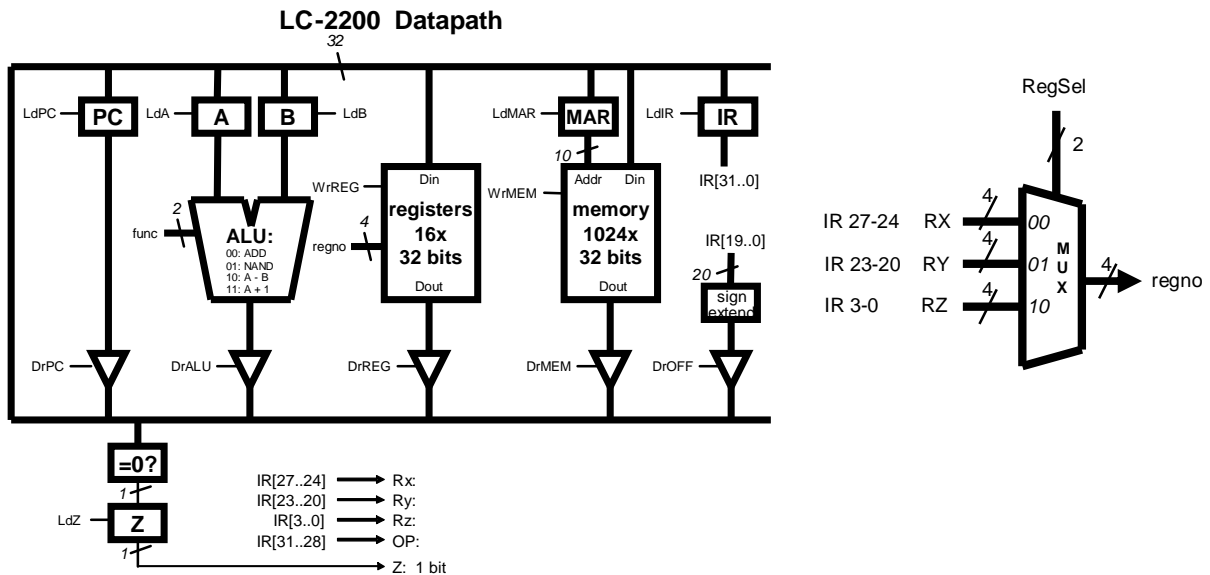 LC-2200 Datapath
32
LdPC
PC
LdA
A
B
LdB
LdMAR
MAR
LdIR
IR
10
IR[31..0]
WrREG
Din
registers
16x
32 bits
Dout
regno
4
func
2
ALU:
00: ADD
01: NAND
10: A - B
11: A + 1
WrMEM
Addr Din
memory
1024x
32 bits
Dout
IR[19..0]
20
sign
extend
DrPC
DrALU
DrREG
DrMEM
DrOFF
=0?
1
LdZ
Z
1
IR[27..24] Rx:
IR[23..20] Ry:
IR[3..0] Rz:
IR[31..28] OP:
Z: 1 bit
RegSel
2
IR 27-24 RX 4 00
IR 23-20 RY 4 01
IR 3-0 RZ 4 10
M
U
X
4
regno